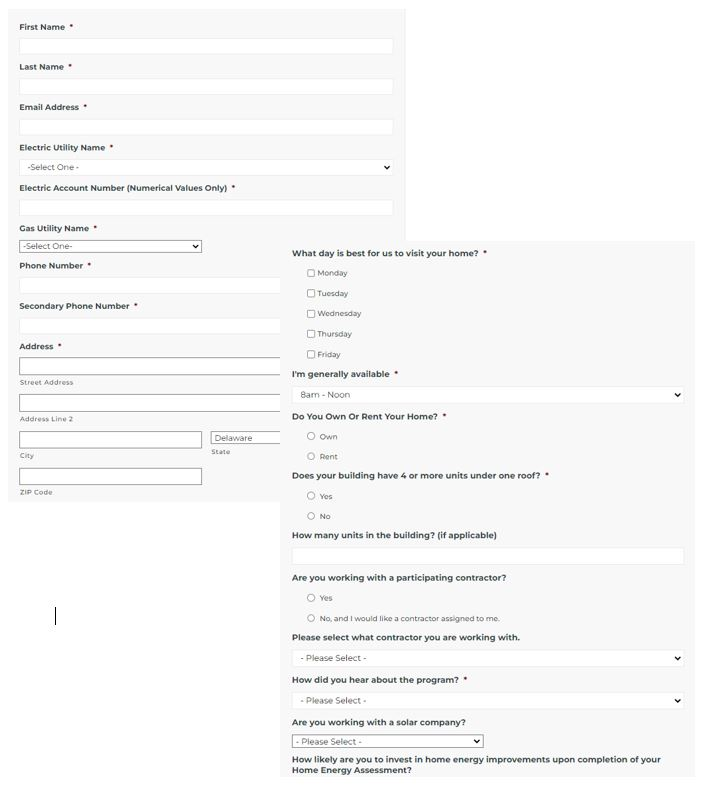 First Name *
Last Name *
Email Address *
Electric Utility Name *
-Select One -
Electric Account Number (Numerical Values Only) *
Gas Utility Name *
-Select One-
Phone Number *
Secondary Phone Number *
Address *
Street Address
Address Line 2
Delaware
City
State
ZIP Code
What day is best for us to visit your home? *
Monday
Tuesday
Wednesday
Thursday
Friday
I'm generally available *
8am - Noon
Do You Own Or Rent Your Home? *
Own
Rent
Does your building have 4 or more units under one roof? *
Yes
No
How many units in the building? (if applicable)
Are you working with a participating contractor?
Yes
No, and I would like a contractor assigned to me.
Please select what contractor you are working with.
- Please Select -
How did you hear about the program? *
- Please Select -
Are you working with a solar company?
- Please Select -
How likely are you to invest in home energy improvements upon completion of your
Home Energy Assessment?